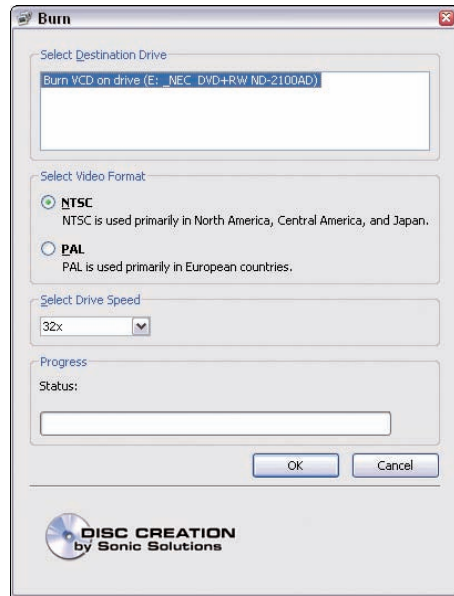 Burn
Select Destination Drive
Burn VCD on drive (E: _NEC DVD+RW ND-2100AD)
Select Video Format
NTSC
NTSC is used primarily in North America, Central America, and Japan.
PAL
PAL is used primarily in European countries.
Select Drive Speed
32x
Progress
Status:
OK
Cancel
DISC CREATION
by Sonic Solutions